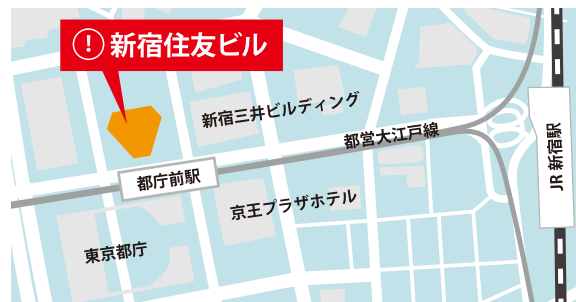 ! 新宿住友ビル
新宿三井ビルディング
都営大江戸線
JR 新宿駅
都庁前駅
京王プラザホテル
東京都庁